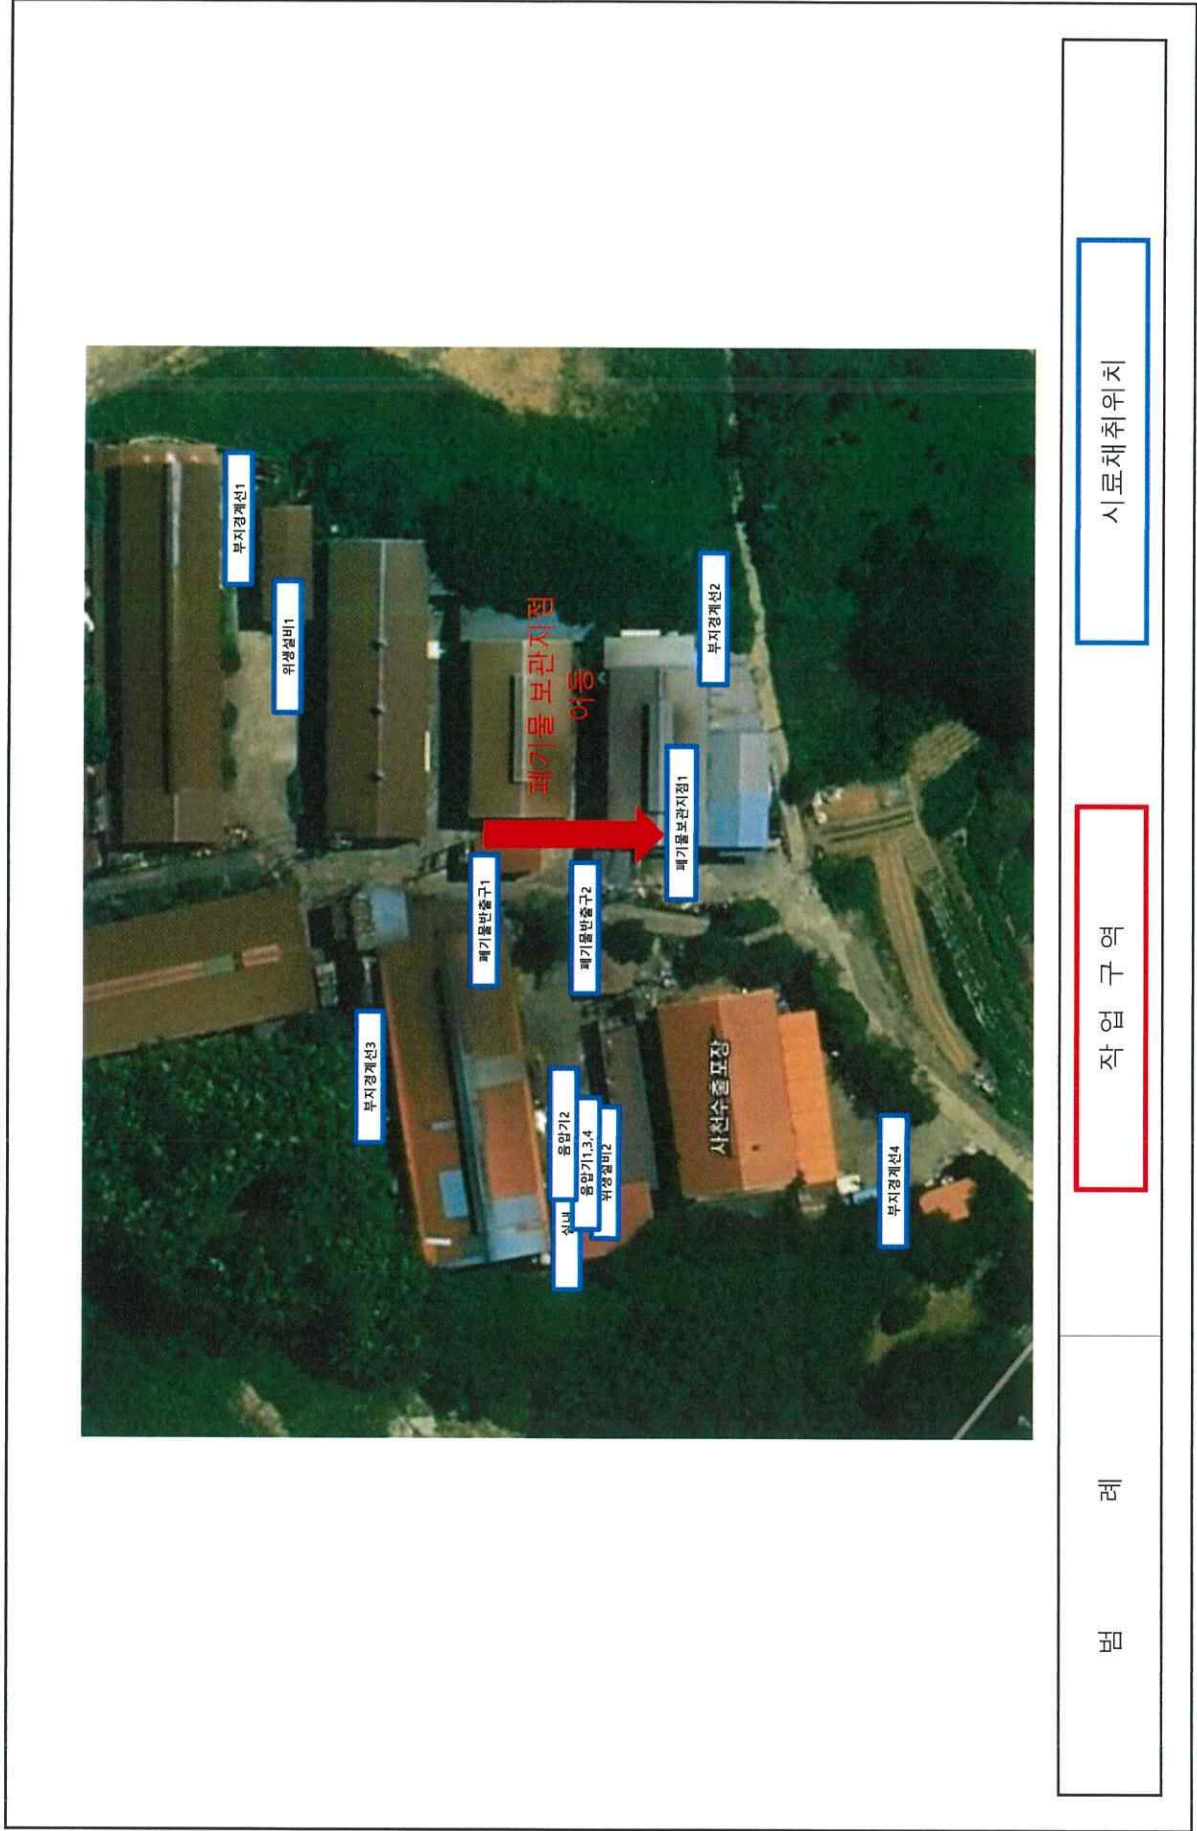 부지경계선1
위생설비1
부지경계선3
폐기물 보관지점
이동
폐기물반출구1
폐기물반출구2
부지경계선2
폐기물보관지점1
음압기2
음압기1,3,4
위생설비2
실내
사천수출포장
부지경계선4
범 례
작업 구역
시료채취위치